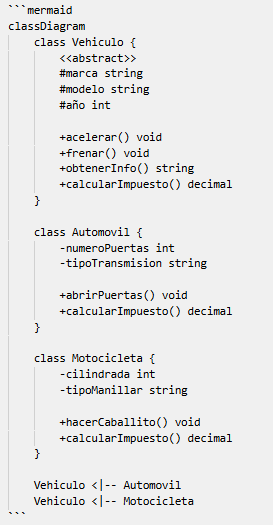 ```mermaid
classDiagram
    class Vehiculo {
        <<abstract>>
        #marca string
        #modelo string
        #año int

        +acelerar() void
        +frenar() void
        +obtenerInfo() string
        +calcularImpuesto() decimal
    }

    class Automovil {
        -numeroPuertas int
        -tipoTransmision string

        +abrirPuertas() void
        +calcularImpuesto() decimal
    }

    class Motocicleta {
        -cilindrada int
        -tipoManillar string

        +hacerCaballito() void
        +calcularImpuesto() decimal
    }

    Vehiculo <|-- Automovil
    Vehiculo <|-- Motocicleta
```